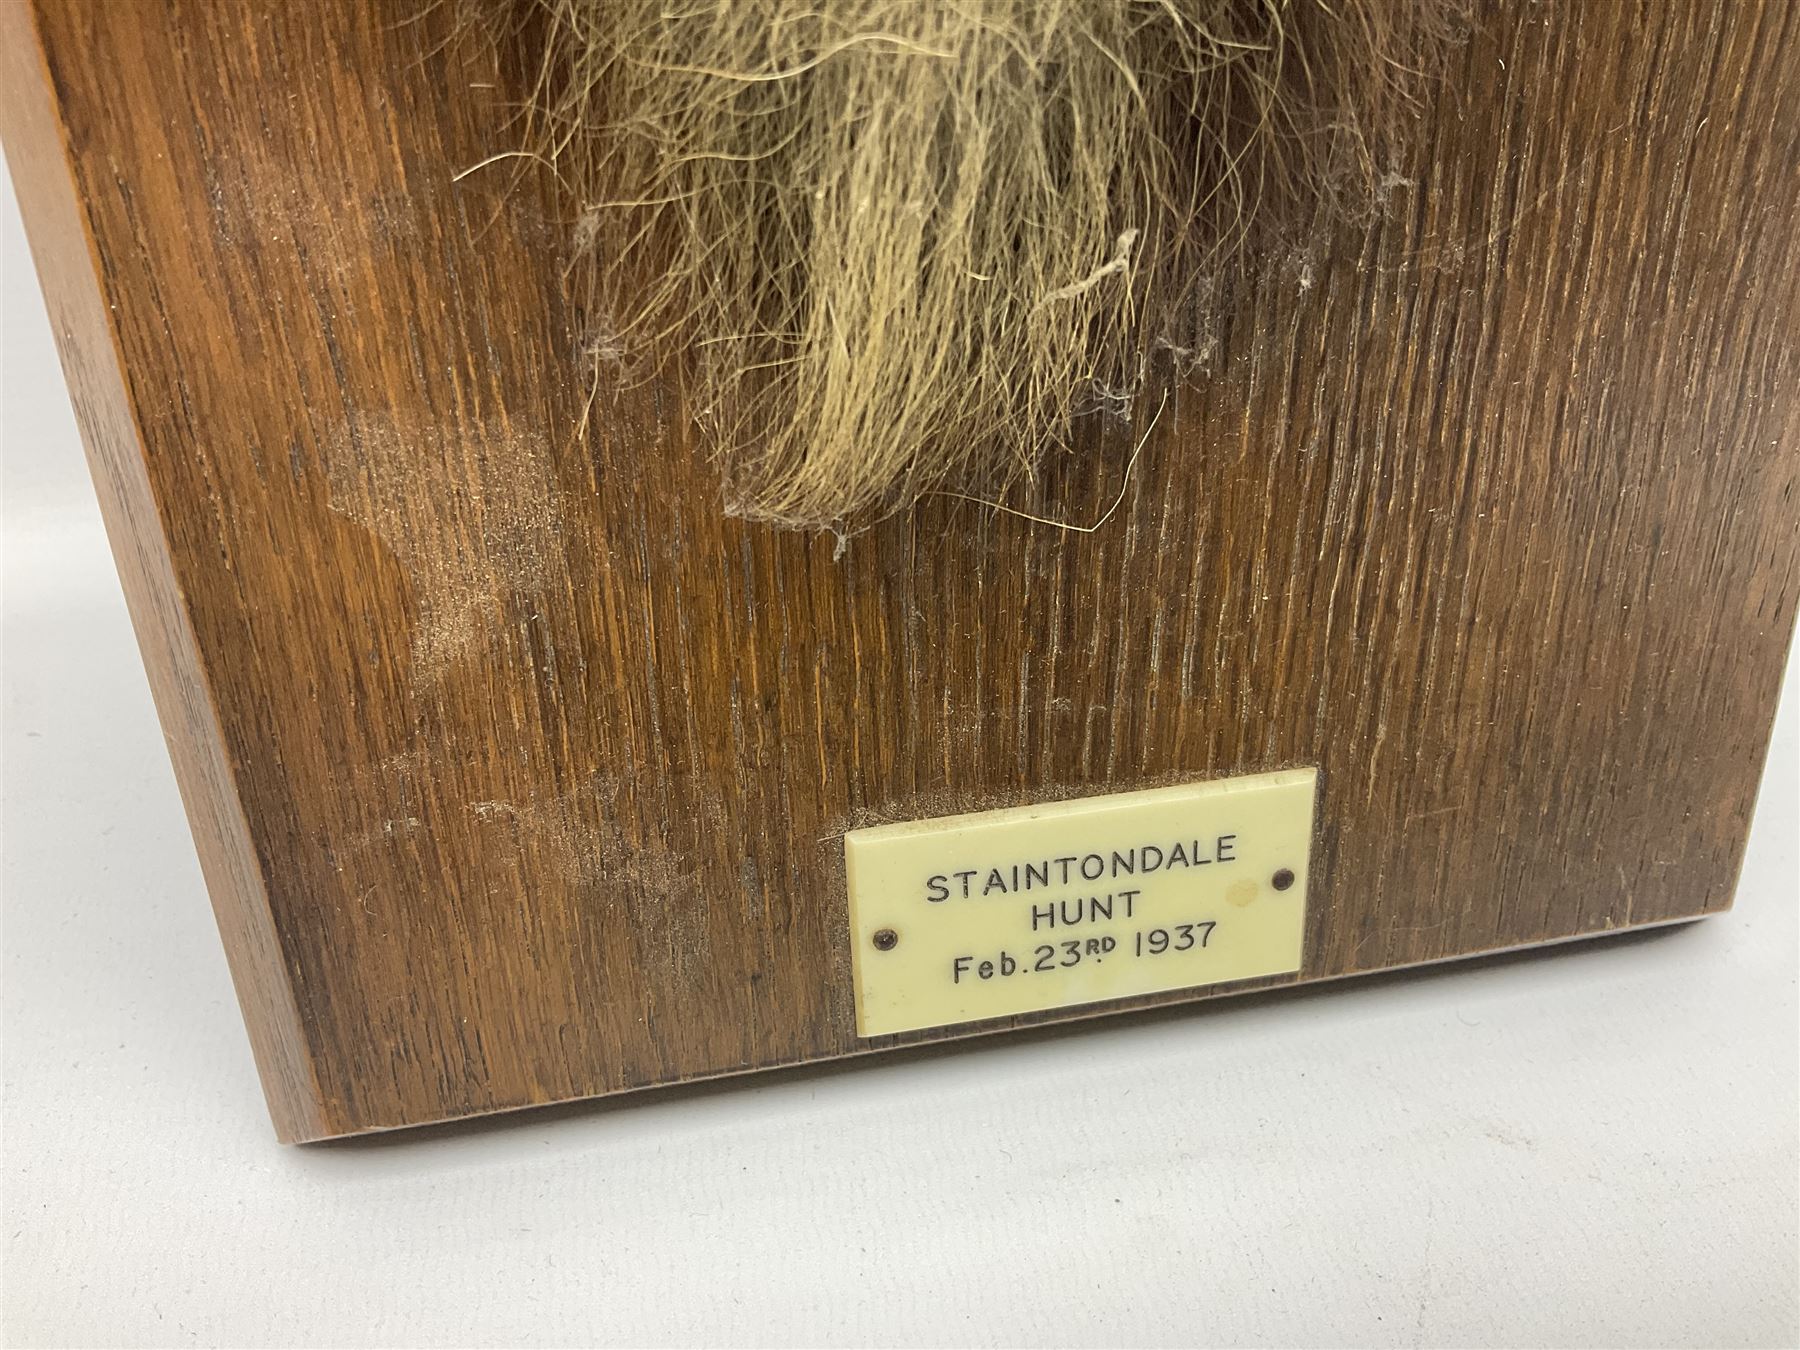 STAINTONDALE
HUNT
Feb. 23RD. 1937